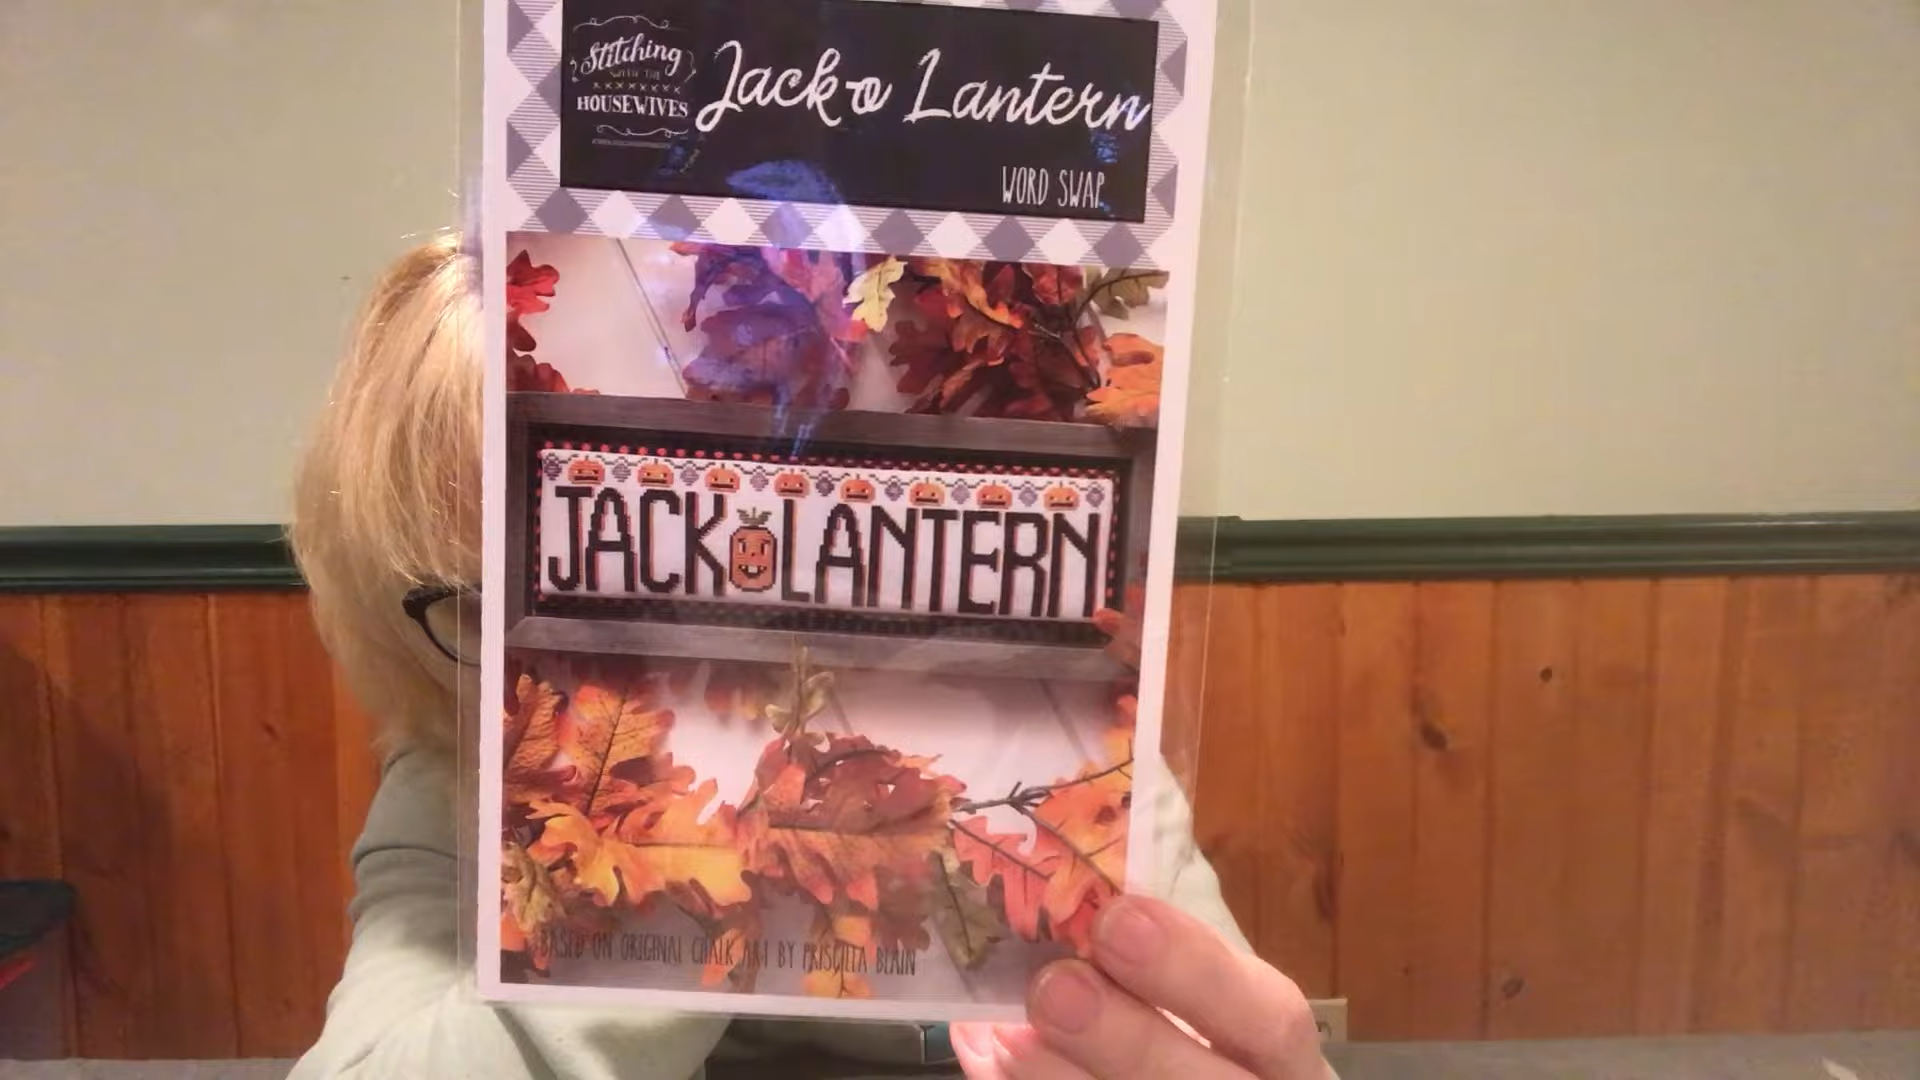 Stitching
WITH THE
HOUSEWIVES
Jack-o Lantern
WORD SWAP
JACK LANTERN
BASED ON ORIGINAL CHALK ART BY PRISCILLA BLAIN